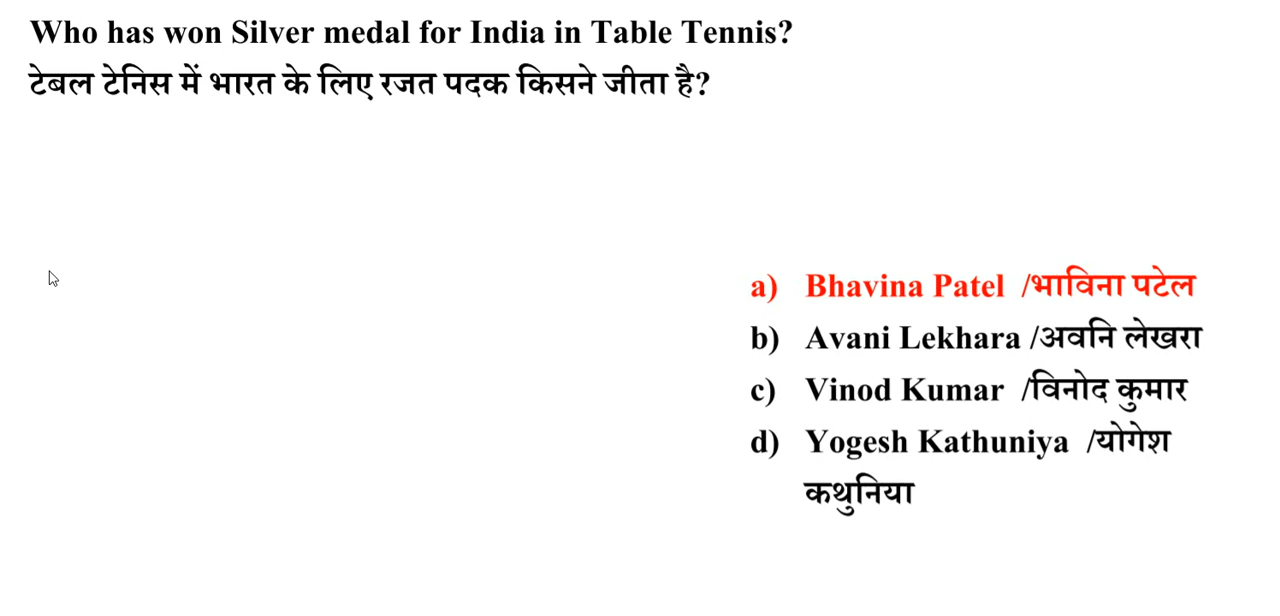 Who has won Silver medal for India in Table Tennis?
टेबल टेनिस में भारत के लिए रजत पदक किसने जीता है?
a) Bhavina Patel /भाविना पटेल
b) Avani Lekhara /अवनि लेखरा
c) Vinod Kumar /विनोद कुमार
d) Yogesh Kathuniya /योगेश
कथुनिया